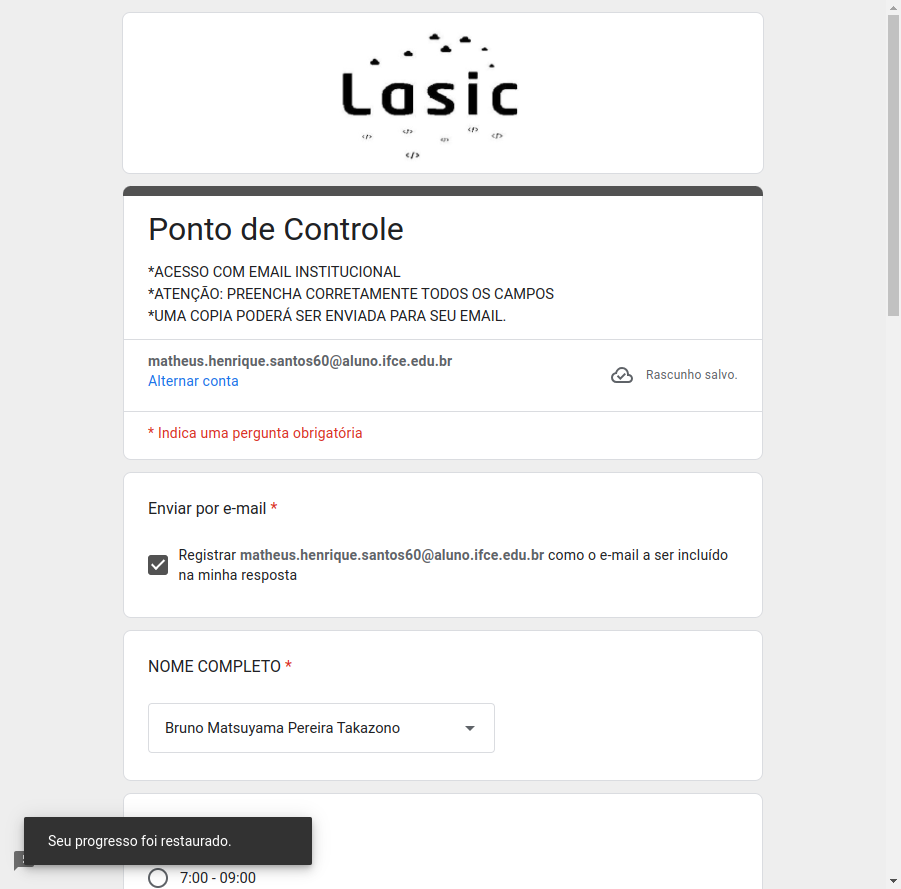 Lasic
</>
</>
</>
</>
</>
</>
Ponto de Controle
*ACESSO COM EMAIL INSTITUCIONAL
*ATENÇÃO: PREENCHA CORRETAMENTE TODOS OS CAMPOS
*UMA COPIA PODERÁ SER ENVIADA PARA SEU EMAIL.
matheus.henrique.santos60@aluno.ifce.edu.br
Alternar conta
Rascunho salvo.
* Indica uma pergunta obrigatória
Enviar por e-mail *
Registrar matheus.henrique.santos60@aluno.ifce.edu.br como o e-mail a ser incluído
na minha resposta
NOME COMPLETO *
Bruno Matsuyama Pereira Takazono
Seu progresso foi restaurado.
7:00 - 09:00